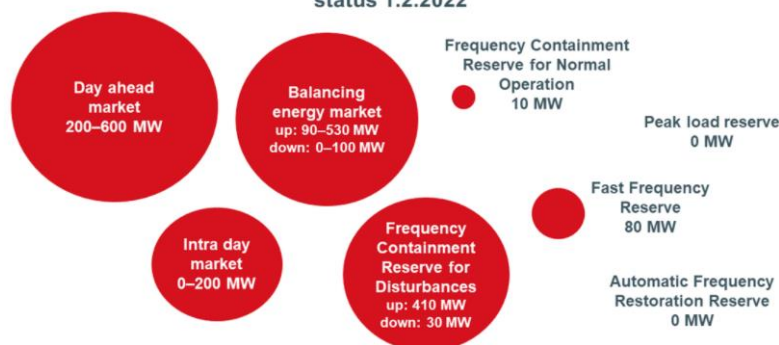 status 1.2.2022
Day ahead
market
200–600 MW
Balancing
energy market
up: 90–530 MW
down: 0–100 MW
Frequency Containment
Reserve for Normal
Operation
10 MW
Peak load reserve
0 MW
Intra day
market
0–200 MW
Frequency
Containment
Reserve for
Disturbances
up: 410 MW
down: 30 MW
Fast Frequency
Reserve
80 MW
Automatic Frequency
Restoration Reserve
0 MW